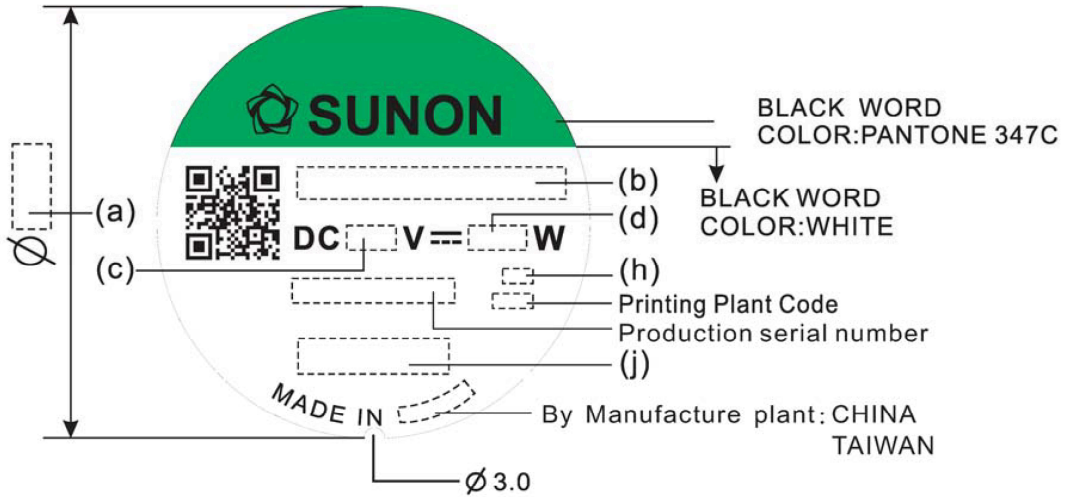 SUNON
BLACK WORD
COLOR:PANTONE 347C
(a)
(b)
BLACK WORD
COLOR:WHITE
(d)
DC V W
Ø
(c)
(h)
Printing Plant Code
Production serial number
(j)
MADE IN
By Manufacture plant: CHINA
TAIWAN
Ø 3.0